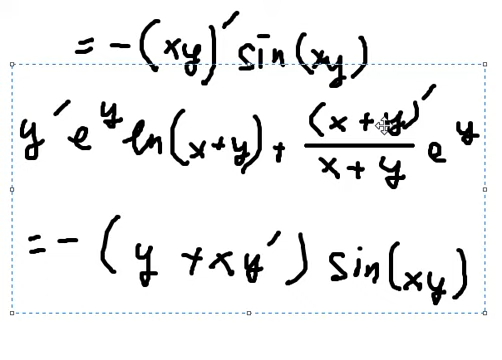 = -(xy)′ sin(xy)
y′ e^y ln(x+y) + (x+y)′/(x+y) e^y
= -(y + xy′) sin(xy)